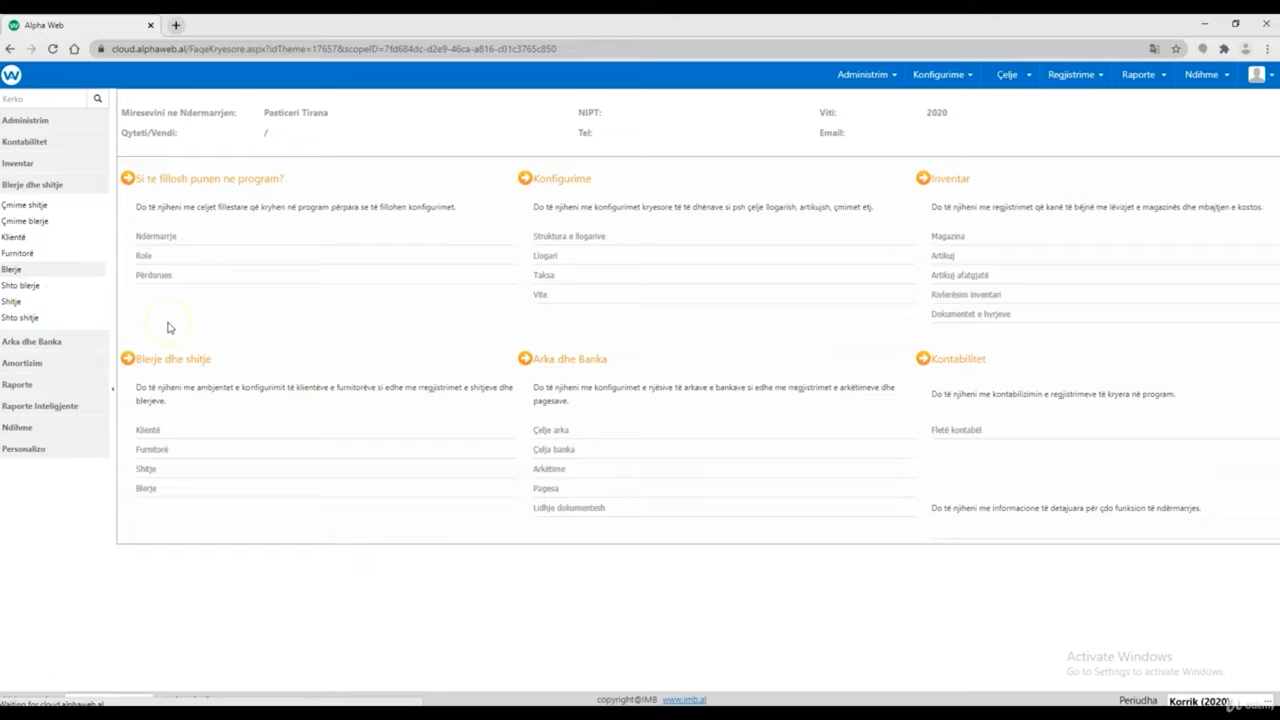 Alpha Web
cloud.alphaweb.al/FaqeKryesore.aspx?idTheme=17657&scopeID=7fd684dc-d2e9-46ca-a816-c01c3765c850
Administrim Konfigurime Çelje Regjistrime Raporte Ndihme
Kerko
Administrim
Kontabilitet
Inventar
Blerje dhe shitje
Çmime shitje
Çmime blerje
Klientë
Furnitorë
Blerje
Shto blerje
Shitje
Shto shitje
Arka dhe Banka
Amortizim
Raporte
Raporte Inteligjente
Ndihme
Personalizo
Miresevini ne Ndermarrjen: Pasticeri Tirana NIPT: Viti: 2020
Qyteti/Vendi: / Tel: Email:
Si te fillosh punen ne program?
Do të njiheni me celjet fillestare që kryhen në program përpara se të fillohen konfigurimet.
Ndërmarrje
Role
Përdorues
Konfigurime
Do të njiheni me konfigurimet kryesore të të dhënave si psh çelje llogarish, artikujsh, çmimet etj.
Struktura e llogarive
Llogari
Taksa
Vite
Inventar
Do të njiheni me regjistrimet që kanë të bëjnë me lëvizjet e magazinës dhe mbajtjen e kostos.
Magazina
Artikuj
Artikuj afatgjatë
Rivlerësim inventari
Dokumentet e hyrjeve
Blerje dhe shitje
Do të njiheni me ambjentet e konfigurimit të klientëve e furnitorëve si edhe me rregjistrimet e shitjeve dhe
blerjeve.
Klientë
Furnitorë
Shitje
Blerje
Arka dhe Banka
Do të njiheni me konfigurimet e njësive të arkave e bankave si edhe me rregjistrimet e arkëtimeve dhe
pagesave.
Çelje arka
Çelja banka
Arkëtime
Pagesa
Lidhje dokumentesh
Kontabilitet
Do të njiheni me kontabilizimin e regjistrimeve të kryera në program.
Fletë kontabël
Do të njiheni me informacione të detajuara për çdo funksion të ndërmarrjes.
Activate Windows
Go to Settings to activate Windows.
Waiting for cloud.alphaweb.al
copyright@IMB www.imb.al
Periudha Korrik (2020)
Udemy